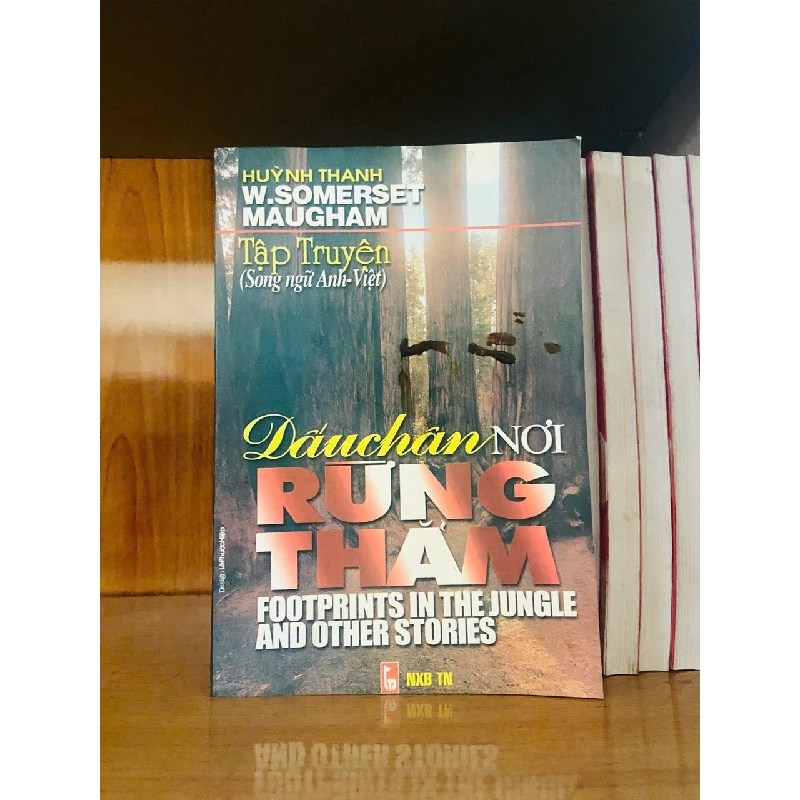 HUỲNH THANH
W.SOMERSET
MAUGHAM
Tập Truyện
(Song ngữ Anh-Việt)
Dấu chân NƠI
RỪNG
THẲM
FOOTPRINTS IN THE JUNGLE
AND OTHER STORIES
NXB TN